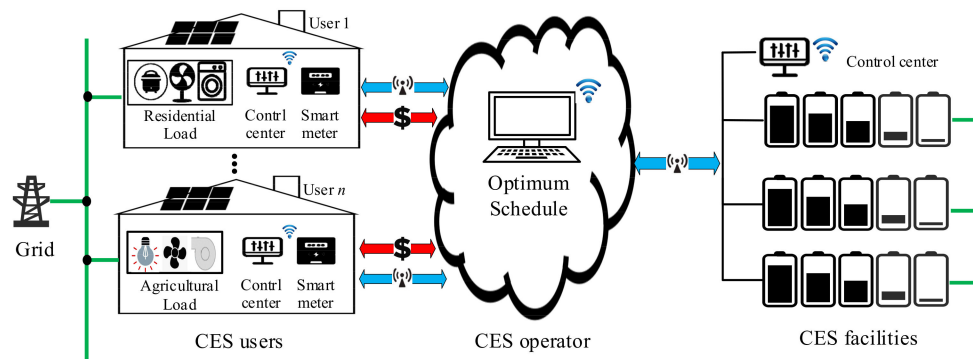 User 1
Residential
Load
Contrl
center
Smart
meter
$
Control center
Grid
User n
Optimum
Schedule
$
Agricultural
Load
Contrl
center
Smart
meter
CES users
CES operator
CES facilities